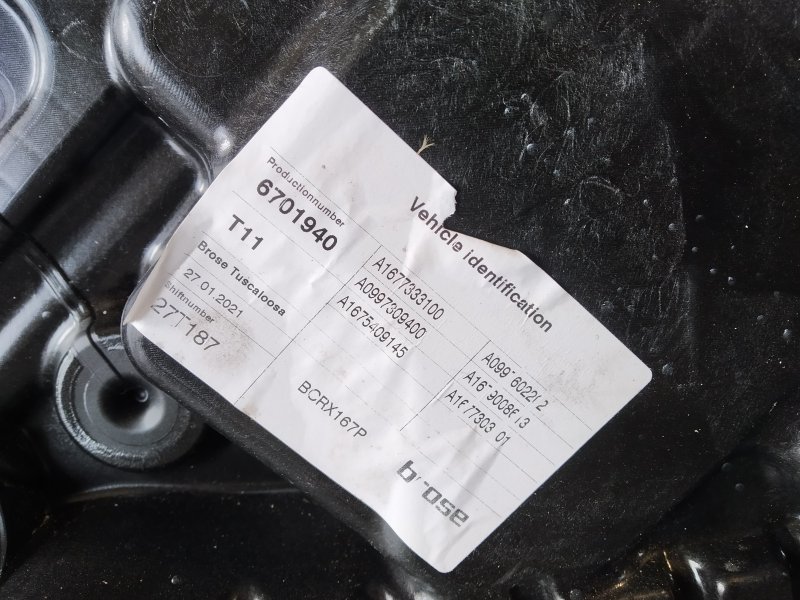 Vehicle identification
Productionnumber
6701940
T11
Brose Tuscaloosa
27.01.2021
Shiftnumber
27T187
A1677333100
A0997309400
A1675409145
BCRX167P
brose